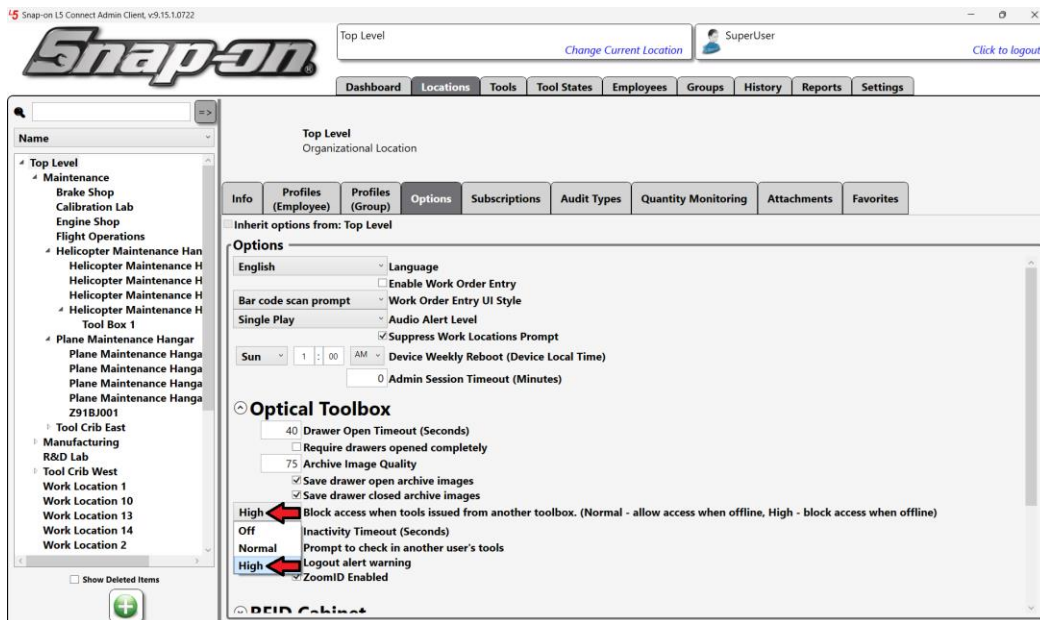 L5 Snap-on L5 Connect Admin Client, v:9.15.1.0722
Snap-on
Top Level
Change Current Location
SuperUser
Click to logout
Dashboard Locations Tools Tool States Employees Groups History Reports Settings
=>
Name
Top Level
Maintenance
Brake Shop
Calibration Lab
Engine Shop
Flight Operations
Helicopter Maintenance Han
Helicopter Maintenance H
Helicopter Maintenance H
Helicopter Maintenance H
Helicopter Maintenance H
Tool Box 1
Plane Maintenance Hangar
Plane Maintenance Hanga
Plane Maintenance Hanga
Plane Maintenance Hanga
Plane Maintenance Hanga
Z91BJ001
Tool Crib East
Manufacturing
R&D Lab
Tool Crib West
Work Location 1
Work Location 10
Work Location 13
Work Location 14
Work Location 2
Show Deleted Items
Top Level
Organizational Location
Info Profiles (Employee) Profiles (Group) Options Subscriptions Audit Types Quantity Monitoring Attachments Favorites
Inherit options from: Top Level
Options
English Language
Enable Work Order Entry
Bar code scan prompt Work Order Entry UI Style
Single Play Audio Alert Level
Suppress Work Locations Prompt
Sun 1 : 00 AM Device Weekly Reboot (Device Local Time)
0 Admin Session Timeout (Minutes)
Optical Toolbox
40 Drawer Open Timeout (Seconds)
Require drawers opened completely
75 Archive Image Quality
Save drawer open archive images
Save drawer closed archive images
High Block access when tools issued from another toolbox. (Normal - allow access when offline, High - block access when offline)
Off Inactivity Timeout (Seconds)
Normal Prompt to check in another user's tools
High Logout alert warning
ZoomID Enabled
RFID Cabinet